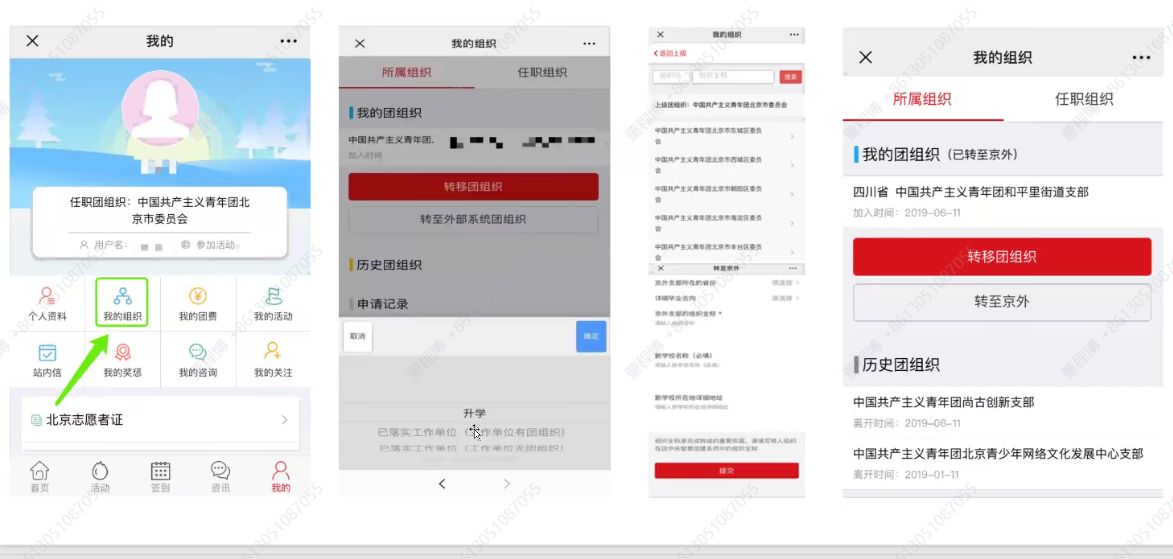 我的
任职团组织：中国共产主义青年团北
京市委员会
用户名：
参加活动
个人资料
我的组织
我的团费
我的活动
站内信
我的奖惩
我的咨询
我的关注
北京志愿者证
首页
活动
签到
资讯
我的
我的组织
所属组织
任职组织
我的团组织
中国共产主义青年团.
加入时间
转移团组织
转至外部系统团组织
历史团组织
申请记录
取消
确定
升学
已落实工作单位（工作单位有团组织）
已落实工作单位（工作单位无团组织）
我的组织
返回上级
组织ID
组织全称
搜索
上级团组织：中国共产主义青年团北京市委员会
中国共产主义青年团北京市东城区委员
会
中国共产主义青年团北京市西城区委员
会
中国共产主义青年团北京市朝阳区委员
会
中国共产主义青年团北京市海淀区委员
会
中国共产主义青年团北京市丰台区委员
会
转至京外
京外支部所在的省份
请选择
详细毕业去向
请选择
京外支部的组织全称 *
新学校名称（必填）
新学校所在地详细地址
提交
我的组织
所属组织
任职组织
我的团组织（已转至京外）
四川省 中国共产主义青年团和平里街道支部
加入时间：2019-06-11
转移团组织
转至京外
历史团组织
中国共产主义青年团尚古创新支部
离开时间：2019-06-11
中国共产主义青年团北京青少年网络文化发展中心支部
离开时间：2019-01-11